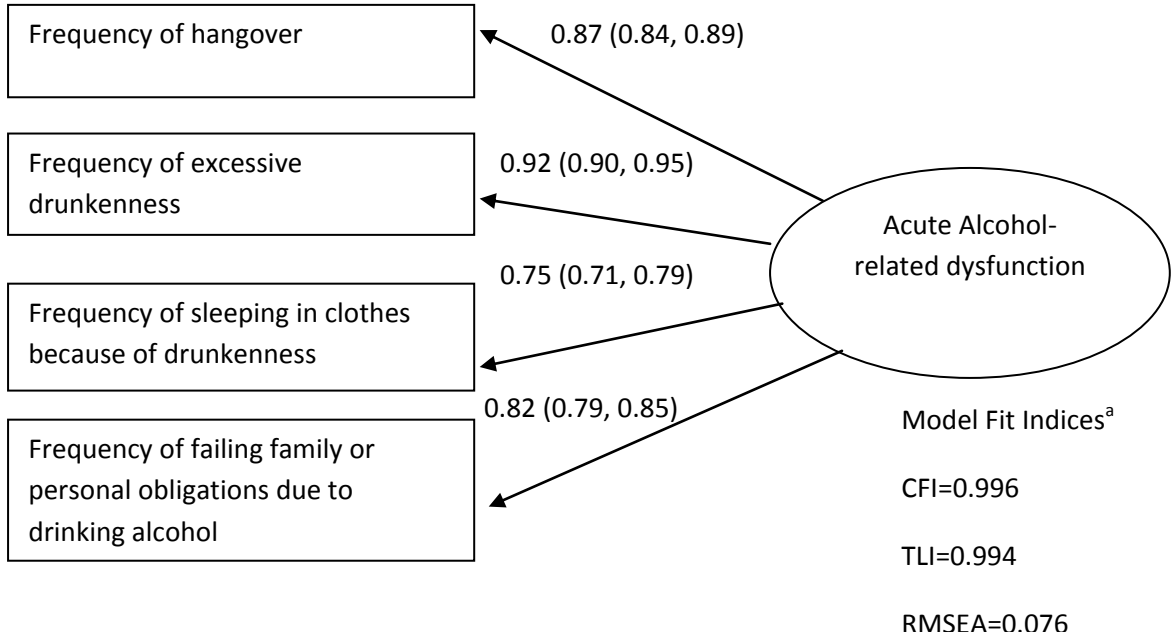 Frequency of hangover
0.87 (0.84, 0.89)
Frequency of excessive
drunkenness
0.92 (0.90, 0.95)
Frequency of sleeping in clothes
because of drunkenness
0.75 (0.71, 0.79)
Frequency of failing family or
personal obligations due to
drinking alcohol
0.82 (0.79, 0.85)
Acute Alcohol-
related dysfunction
Model Fit Indicesᵃ
CFI=0.996
TLI=0.994
RMSEA=0.076